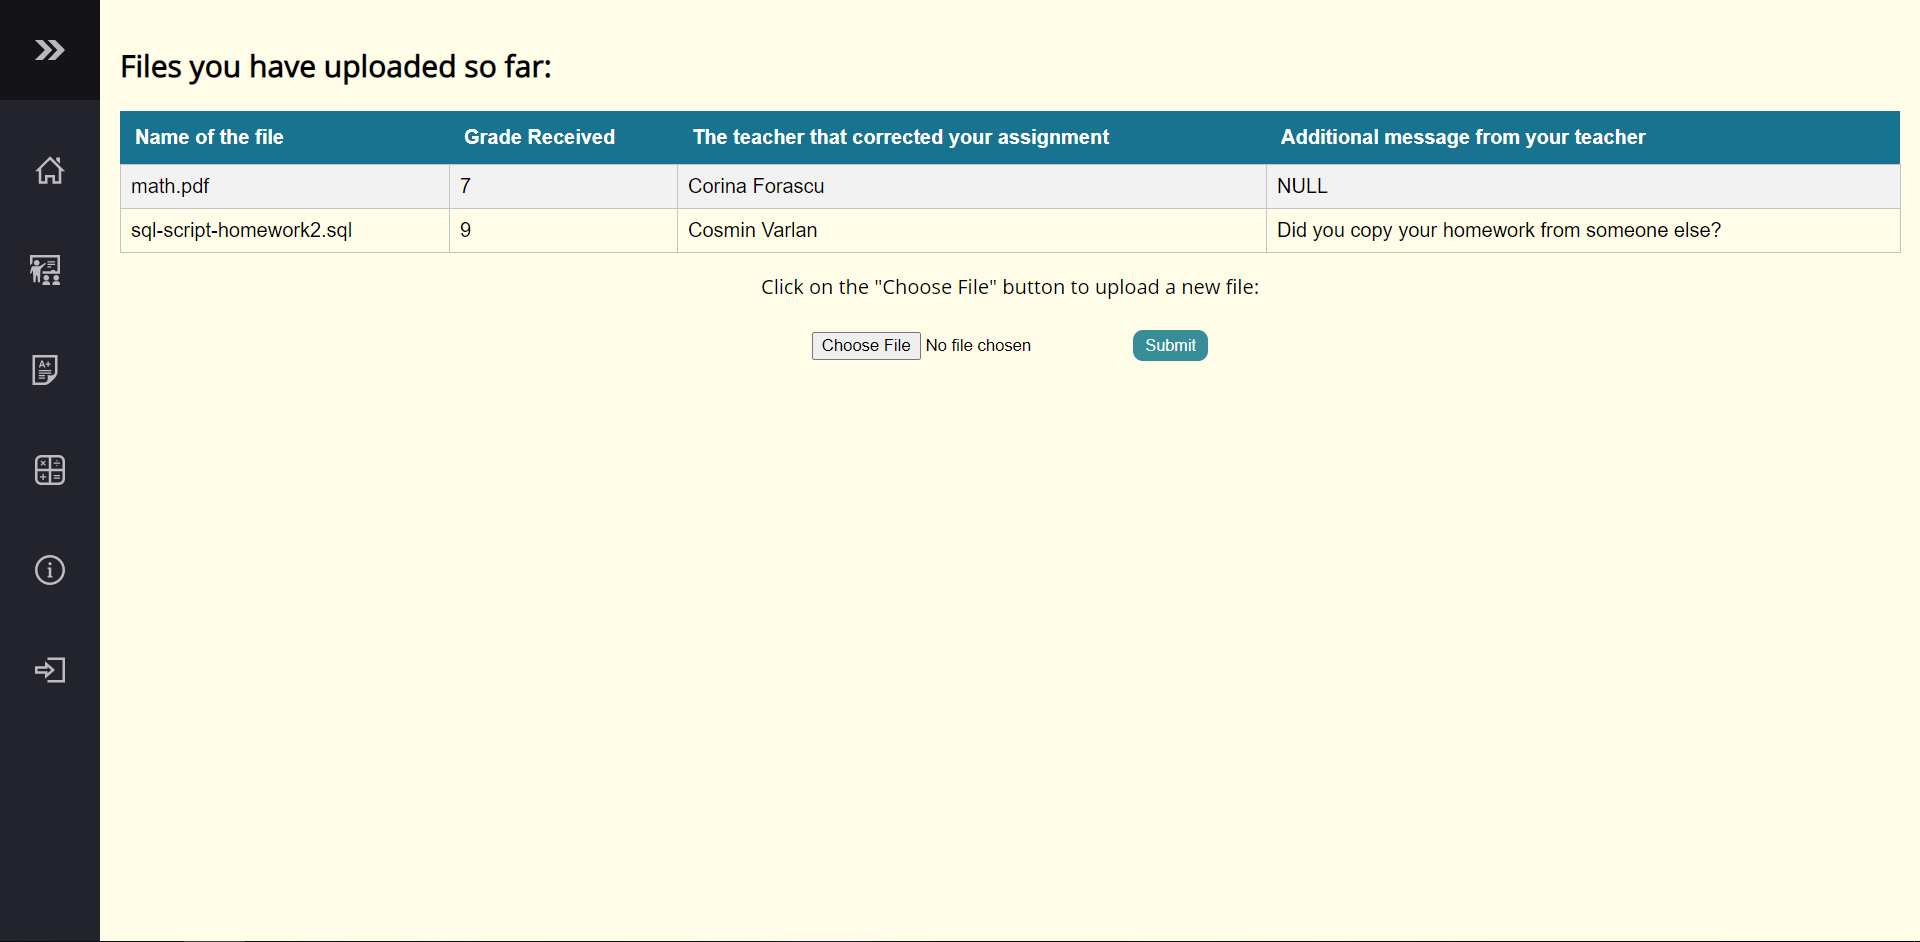 Files you have uploaded so far:
Name of the file Grade Received The teacher that corrected your assignment Additional message from your teacher
math.pdf 7 Corina Forascu NULL
sql-script-homework2.sql 9 Cosmin Varlan Did you copy your homework from someone else?
Click on the "Choose File" button to upload a new file:
Choose File No file chosen Submit